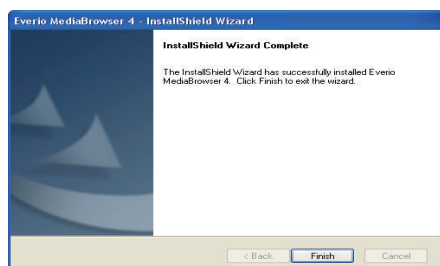 Everio MediaBrowser 4 - InstallShield Wizard
InstallShield Wizard Complete
The InstallShield Wizard has successfully installed Everio
MediaBrowser 4. Click Finish to exit the wizard.
< Back
Finish
Cancel